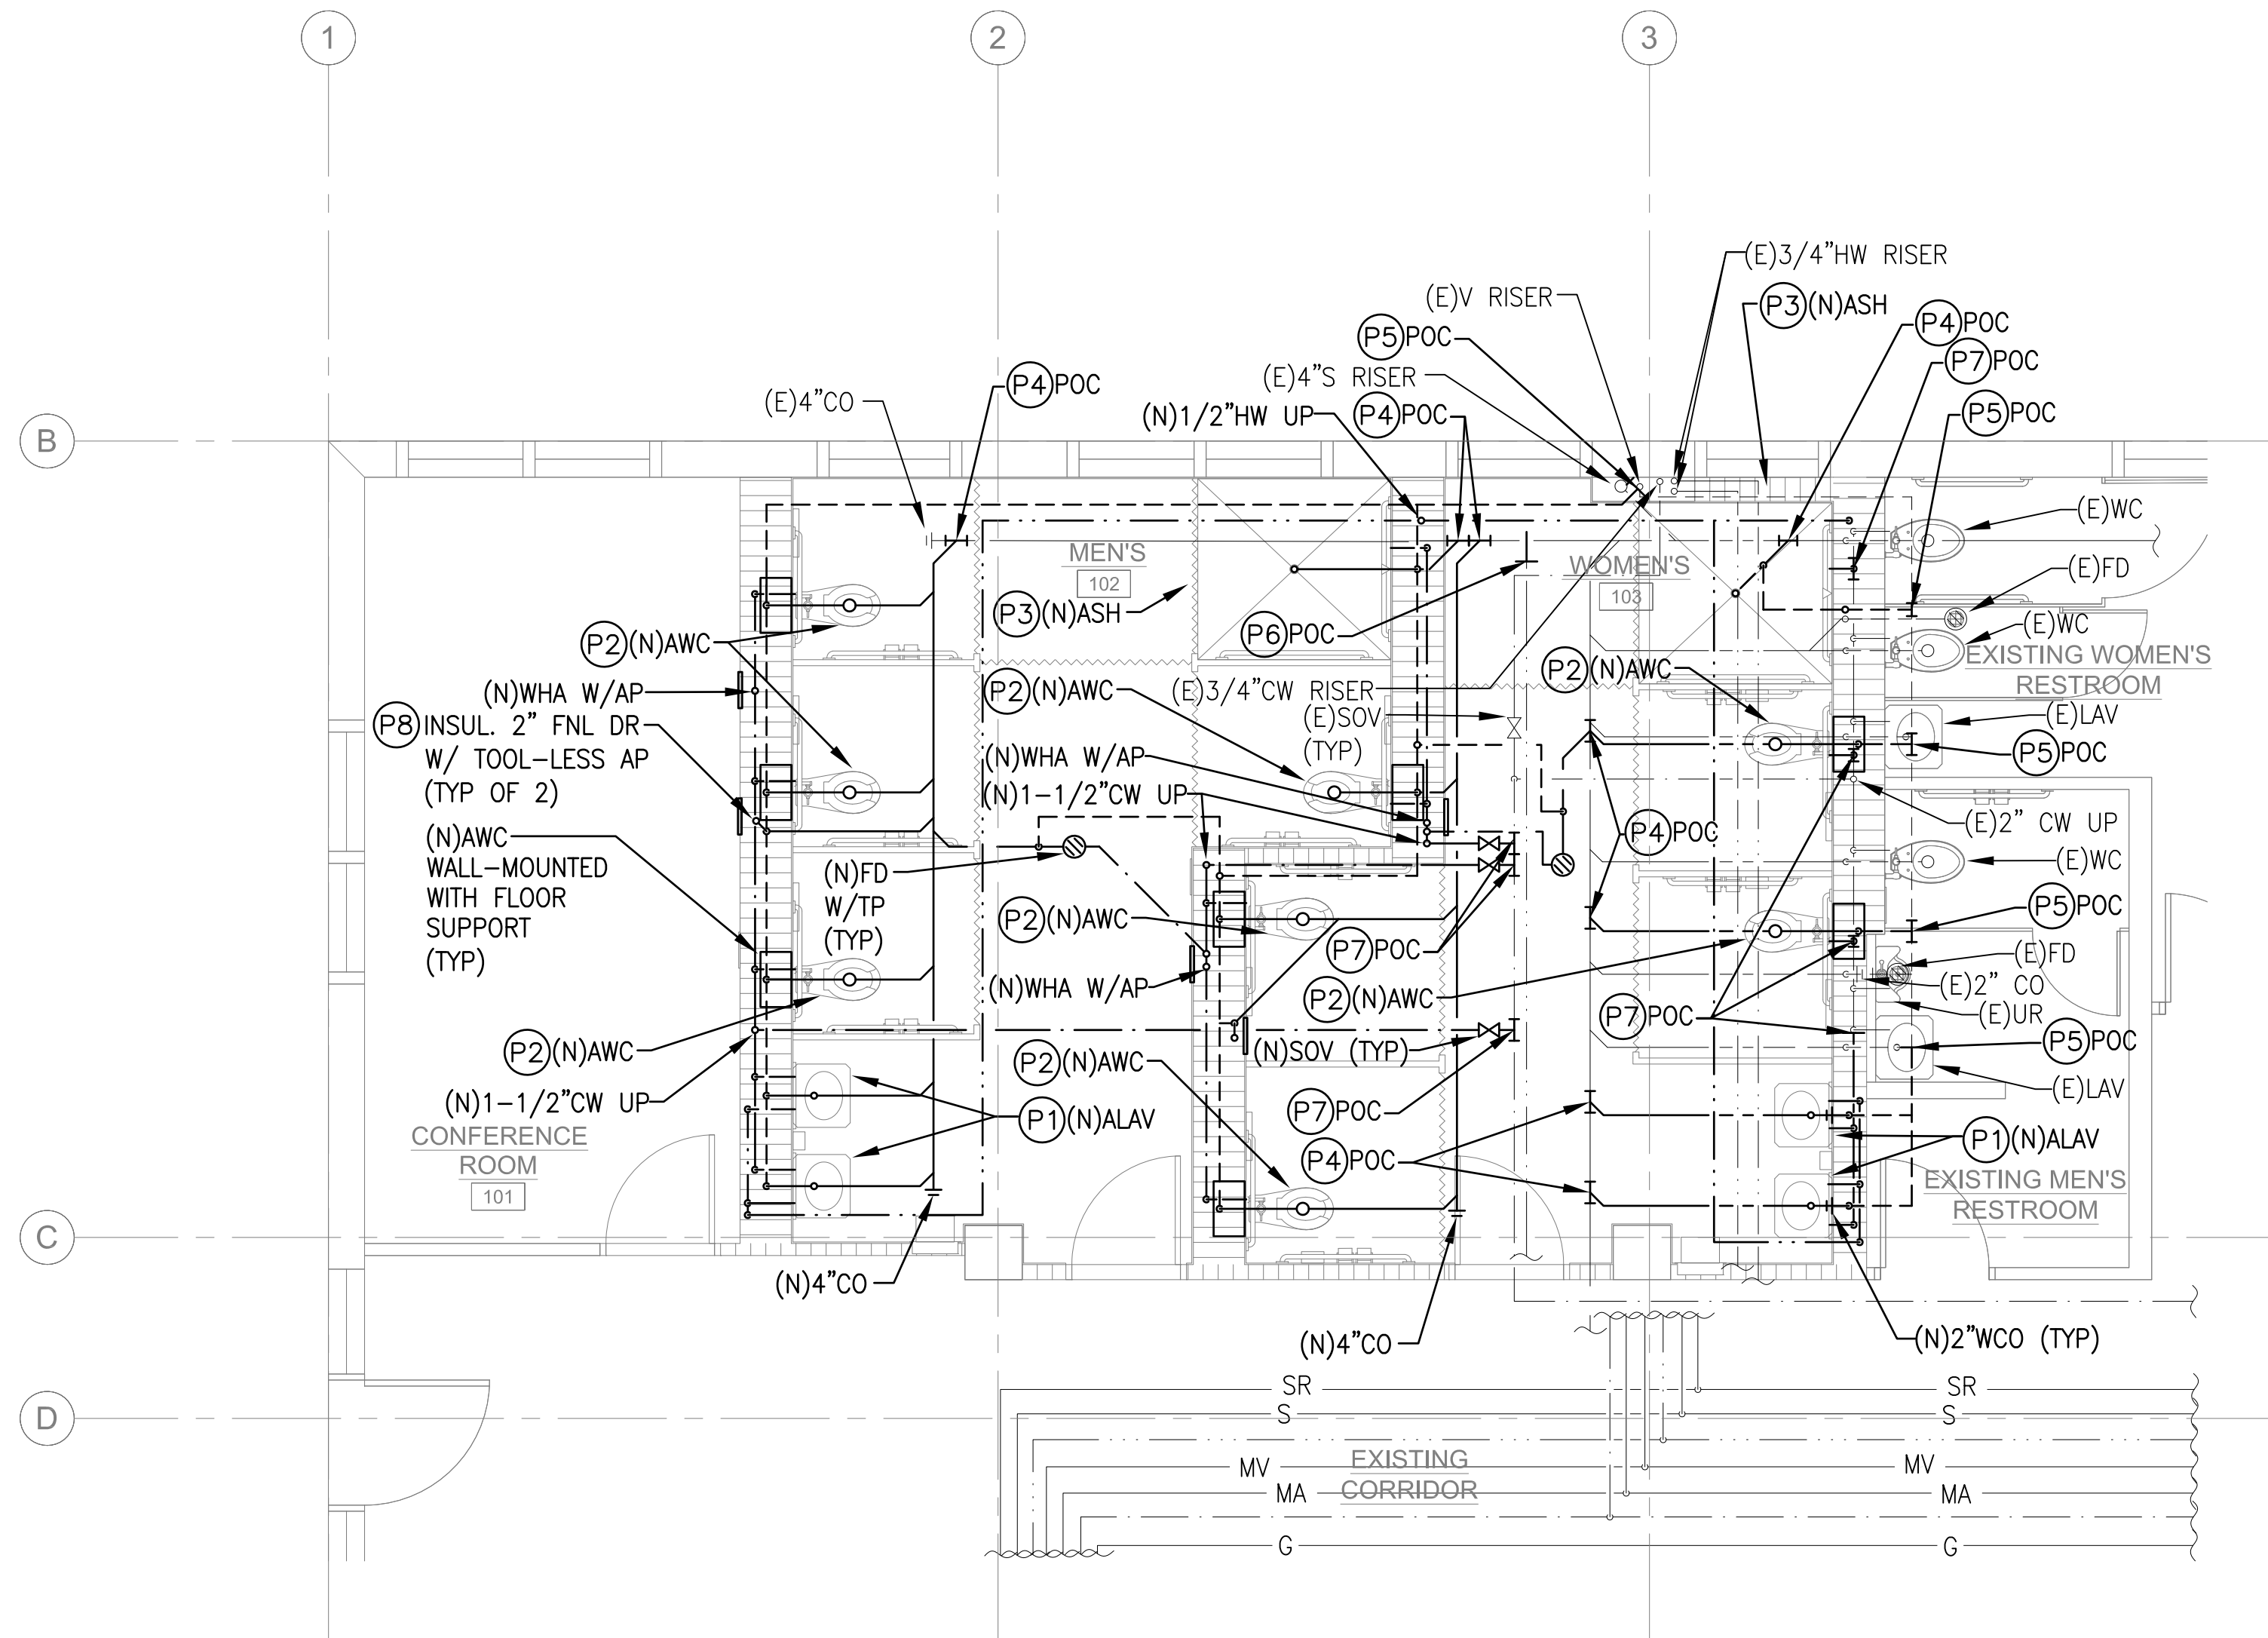 1
2
3
(E)3/4"HW RISER
(E)V RISER
P3 (N)ASH
P5 POC
P4 POC
(E)4"S RISER
P7 POC
(E)4"CO
P4 POC
(N)1/2"HW UP
P4 POC
P5 POC
B
(E)WC
MEN'S
102
WOMEN'S
103
(E)FD
P3 (N)ASH
P6 POC
(E)WC
P2 (N)AWC
EXISTING WOMEN'S
RESTROOM
P2 (N)AWC
(N)WHA W/AP
P2 (N)AWC
(E)3/4"CW RISER
(E)SOV
(TYP)
(E)LAV
P8 INSUL. 2" FNL DR
W/ TOOL-LESS AP
(TYP OF 2)
(N)WHA W/AP
P5 POC
(N)1-1/2"CW UP
(E)2" CW UP
P4 POC
(N)AWC
WALL-MOUNTED
WITH FLOOR
SUPPORT
(TYP)
(N)FD
W/TP
(TYP)
(E)WC
P2 (N)AWC
P5 POC
P7 POC
(E)FD
(N)WHA W/AP
P2 (N)AWC
(E)2" CO
(E)UR
P7 POC
P2 (N)AWC
P2 (N)AWC
(N)SOV (TYP)
P5 POC
(E)LAV
(N)1-1/2"CW UP
P1 (N)ALAV
P7 POC
CONFERENCE
ROOM
101
P4 POC
P1 (N)ALAV
EXISTING MEN'S
RESTROOM
C
(N)4"CO
(N)4"CO
(N)2"WCO (TYP)
SR
SR
D
S
S
MV
EXISTING
CORRIDOR
MV
MA
MA
G
G